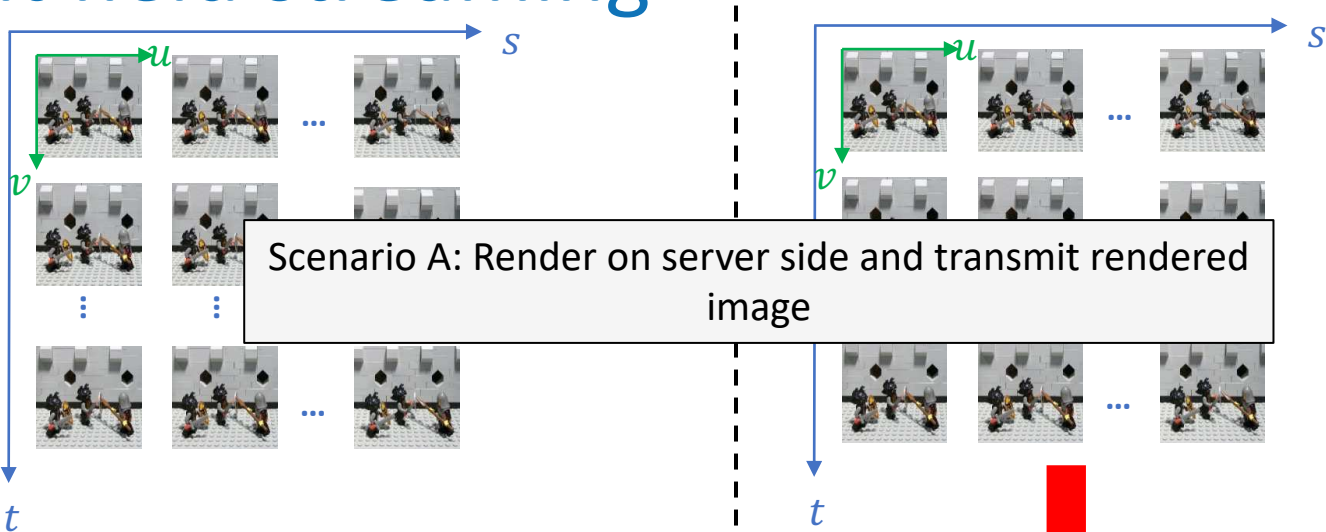 s
u
...
v
⋮
⋮
...
t
s
u
...
v
...
t
Scenario A: Render on server side and transmit rendered
image